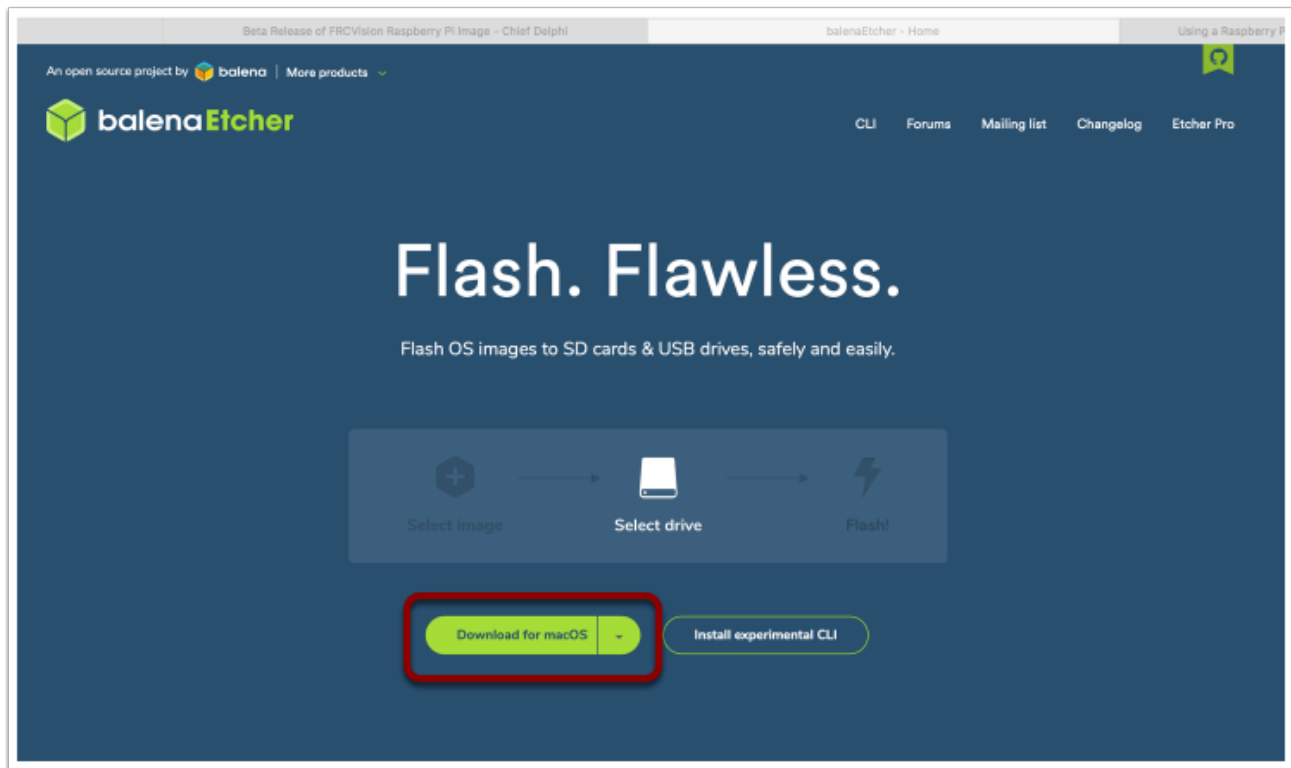 Beta Release of FRCVision Raspberry Pi Image - Chief Delphi
balenaEtcher - Home
Using a Raspberry P
An open source project by balena | More products
balenaEtcher
CLI Forums Mailing list Changelog Etcher Pro
Flash. Flawless.
Flash OS images to SD cards & USB drives, safely and easily.
Select image Select drive Flash!
Download for macOS Install experimental CLI